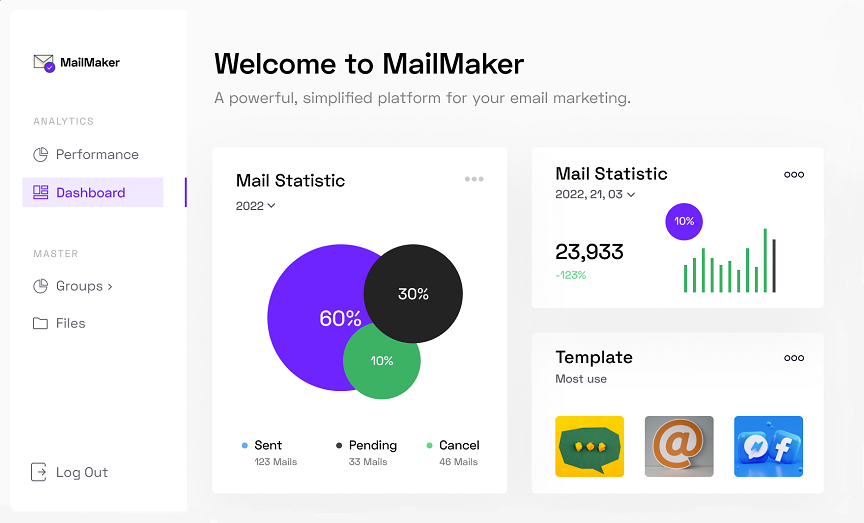 MailMaker
ANALYTICS
Performance
Dashboard
MASTER
Groups ›
Files
Log Out
Welcome to MailMaker
A powerful, simplified platform for your email marketing.
Mail Statistic
2022
60%
30%
10%
Sent
123 Mails
Pending
33 Mails
Cancel
46 Mails
Mail Statistic
2022, 21, 03
10%
23,933
-123%
Template
Most use
@
f